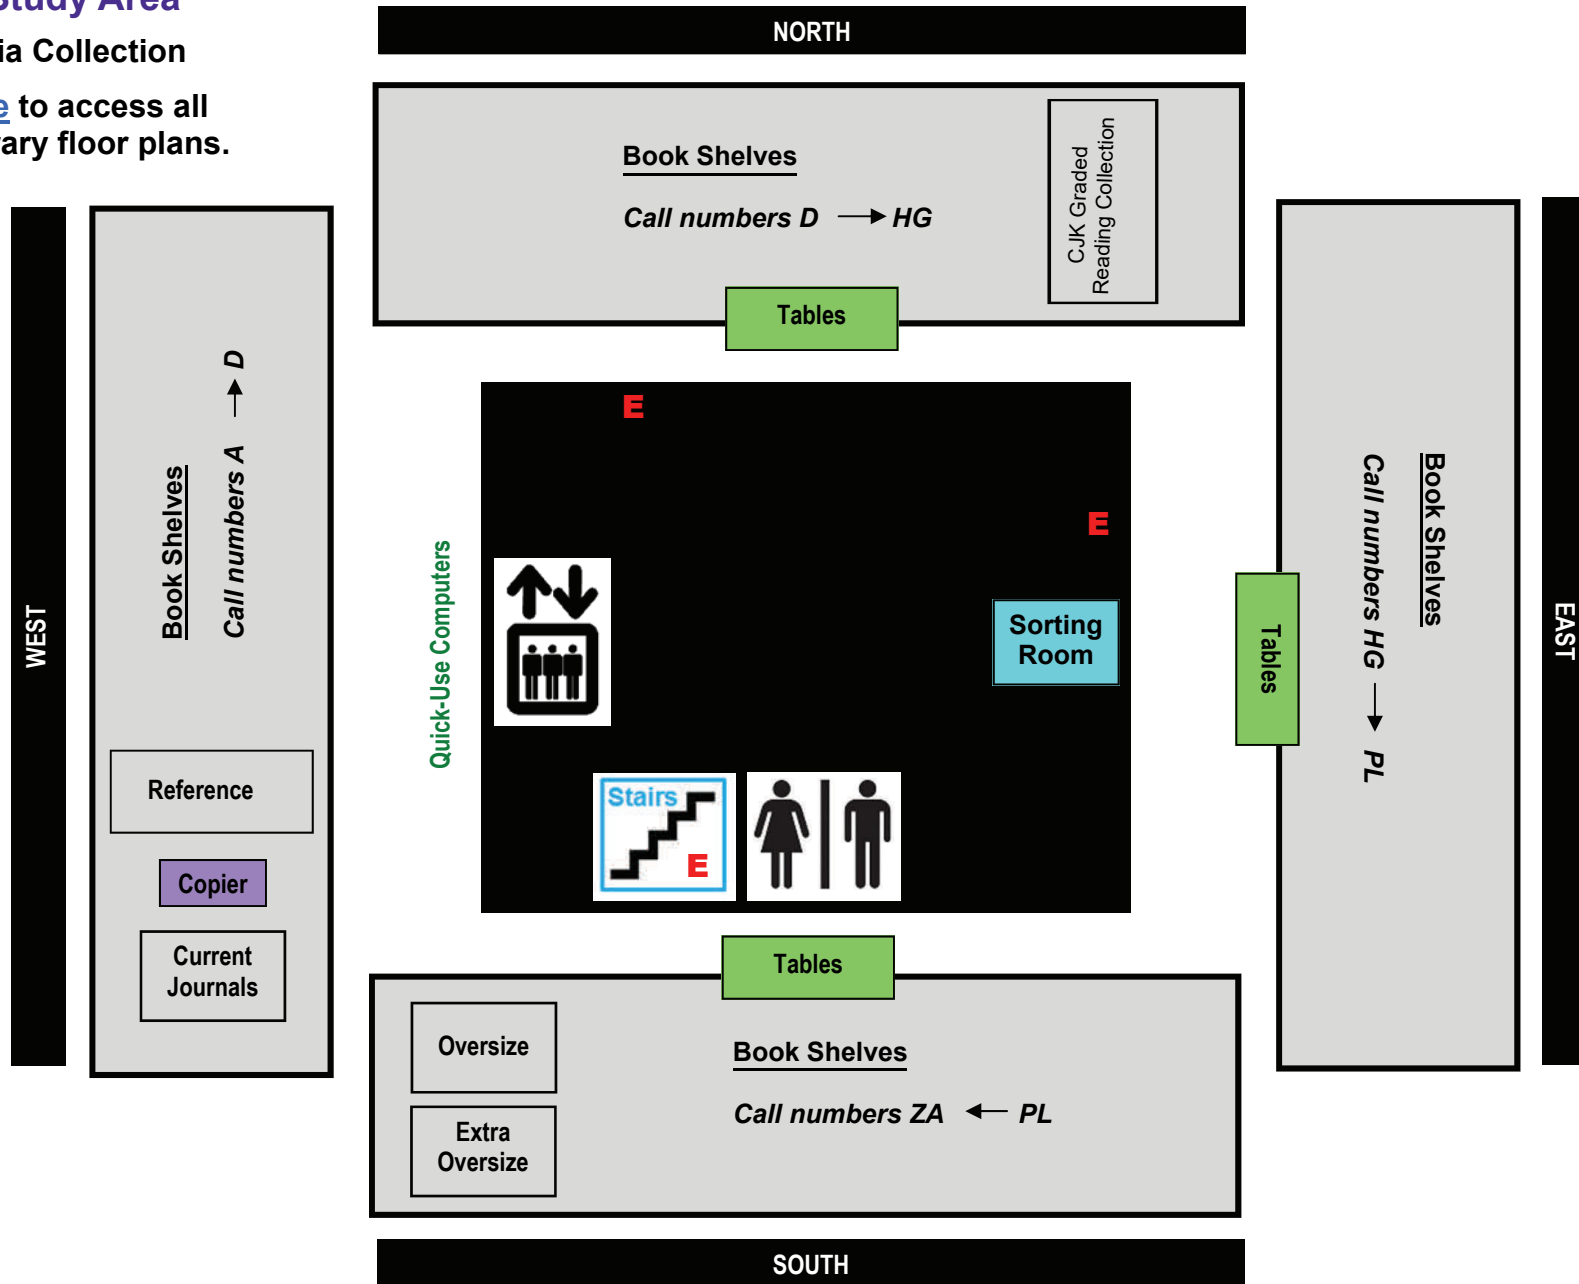 Study Area
Collection
to access all
floor plans.
NORTH
Book Shelves
Call numbers D → HG
CJK Graded
Reading Collection
Tables
WEST
Book Shelves
Call numbers A → D
Reference
Copier
Current
Journals
Quick-Use Computers
E
E
Sorting
Room
Stairs
E
Tables
Book Shelves
Call numbers HG → PL
EAST
Tables
Oversize
Extra
Oversize
Book Shelves
Call numbers ZA ← PL
SOUTH